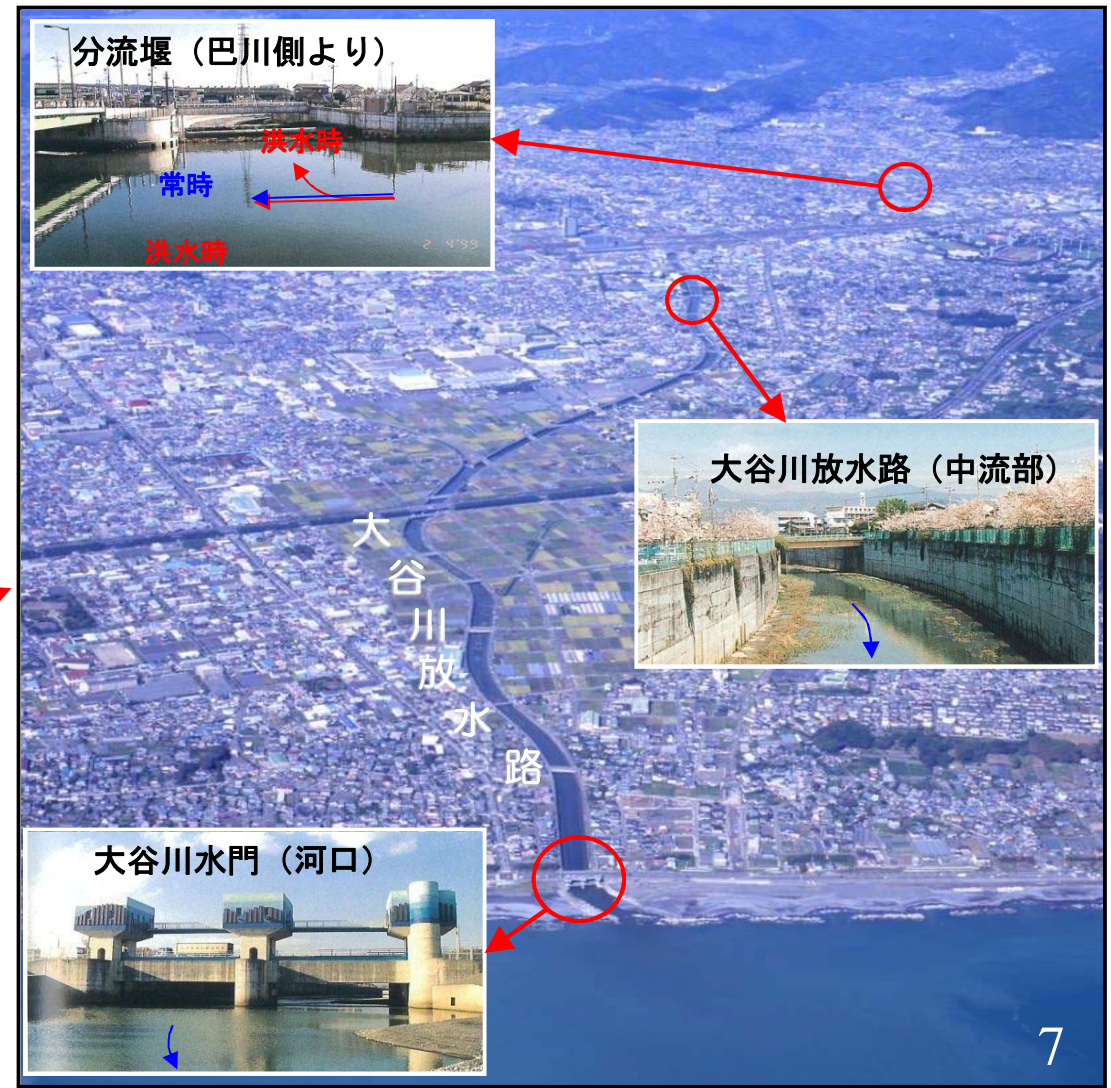 分流堰（巴川側より）
洪水時
常時
洪水時
大谷川放水路（中流部）
大谷川放水路
大谷川水門（河口）
7